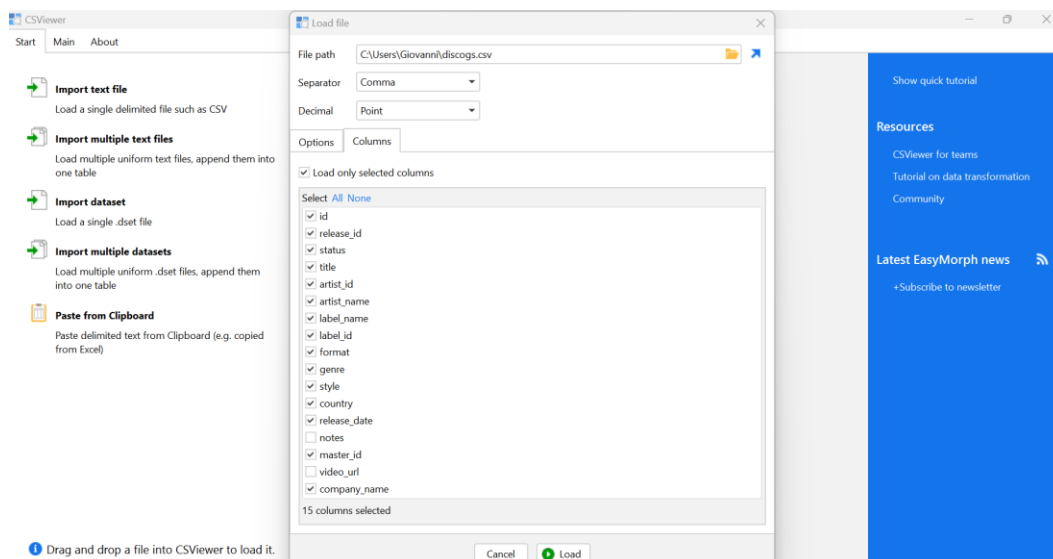 CSViewer
Start Main About
Import text file
Load a single delimited file such as CSV
Import multiple text files
Load multiple uniform text files, append them into
one table
Import dataset
Load a single .dset file
Import multiple datasets
Load multiple uniform .dset files, append them
into one table
Paste from Clipboard
Paste delimited text from Clipboard (e.g. copied
from Excel)
Drag and drop a file into CSViewer to load it.
Load file
File path C:\Users\Giovanni\discogs.csv
Separator Comma
Decimal Point
Options Columns
Load only selected columns
Select All None
id
release_id
status
title
artist_id
artist_name
label_name
label_id
format
genre
style
country
release_date
notes
master_id
video_url
company_name
15 columns selected
Cancel Load
Show quick tutorial
Resources
CSViewer for teams
Tutorial on data transformation
Community
Latest EasyMorph news
+Subscribe to newsletter